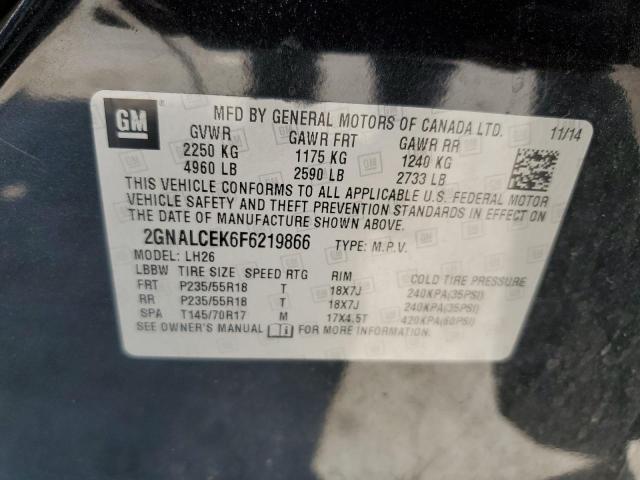 GM
MFD BY GENERAL MOTORS OF CANADA LTD.
GVWR GAWR FRT GAWR RR 11/14
2250 KG 1175 KG 1240 KG
4960 LB 2590 LB 2733 LB
THIS VEHICLE CONFORMS TO ALL APPLICABLE U.S. FEDERAL MOTOR
VEHICLE SAFETY AND THEFT PREVENTION STANDARDS IN EFFECT ON
THE DATE OF MANUFACTURE SHOWN ABOVE.
2GNALCEK6F6219866 TYPE: M.P.V.
MODEL: LH26
LBBW TIRE SIZE SPEED RTG RIM COLD TIRE PRESSURE
FRT P235/55R18 T 18X7J 240KPA(35PSI)
RR P235/55R18 T 18X7J 240KPA(35PSI)
SPA T145/70R17 M 17X4.5T 420KPA(60PSI)
SEE OWNER'S MANUAL FOR MORE INFORMATION